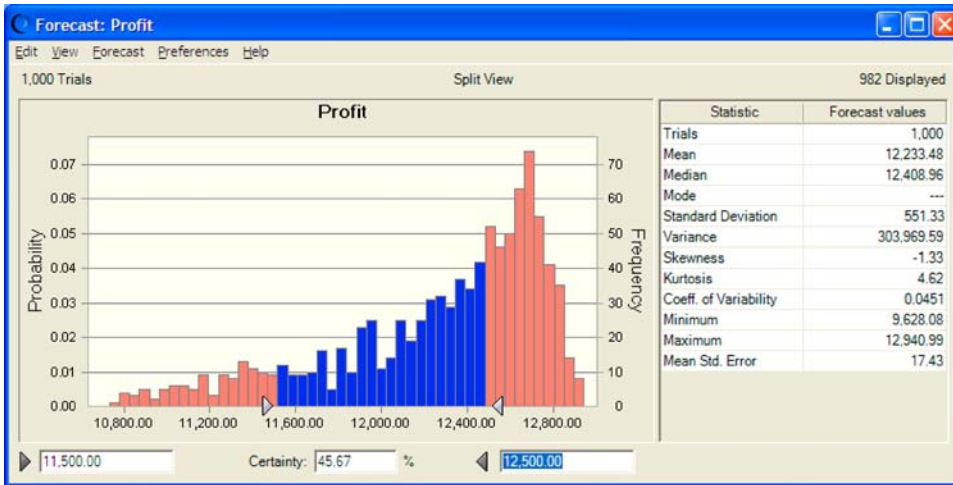 Forecast: Profit
Edit View Forecast Preferences Help
1,000 Trials Split View 982 Displayed
Profit
Statistic Forecast values
Trials 1,000
Mean 12,233.48
Median 12,408.96
Mode ---
Standard Deviation 551.33
Variance 303,969.59
Skewness -1.33
Kurtosis 4.62
Coeff. of Variability 0.0451
Minimum 9,628.08
Maximum 12,940.99
Mean Std. Error 17.43
Probability
0.07
0.06
0.05
0.04
0.03
0.02
0.01
0.00
70
60
50
40
30
20
10
0
Frequency
10,800.00 11,200.00 11,600.00 12,000.00 12,400.00 12,800.00
11,500.00 Certainty: 45.67 % 12,500.00